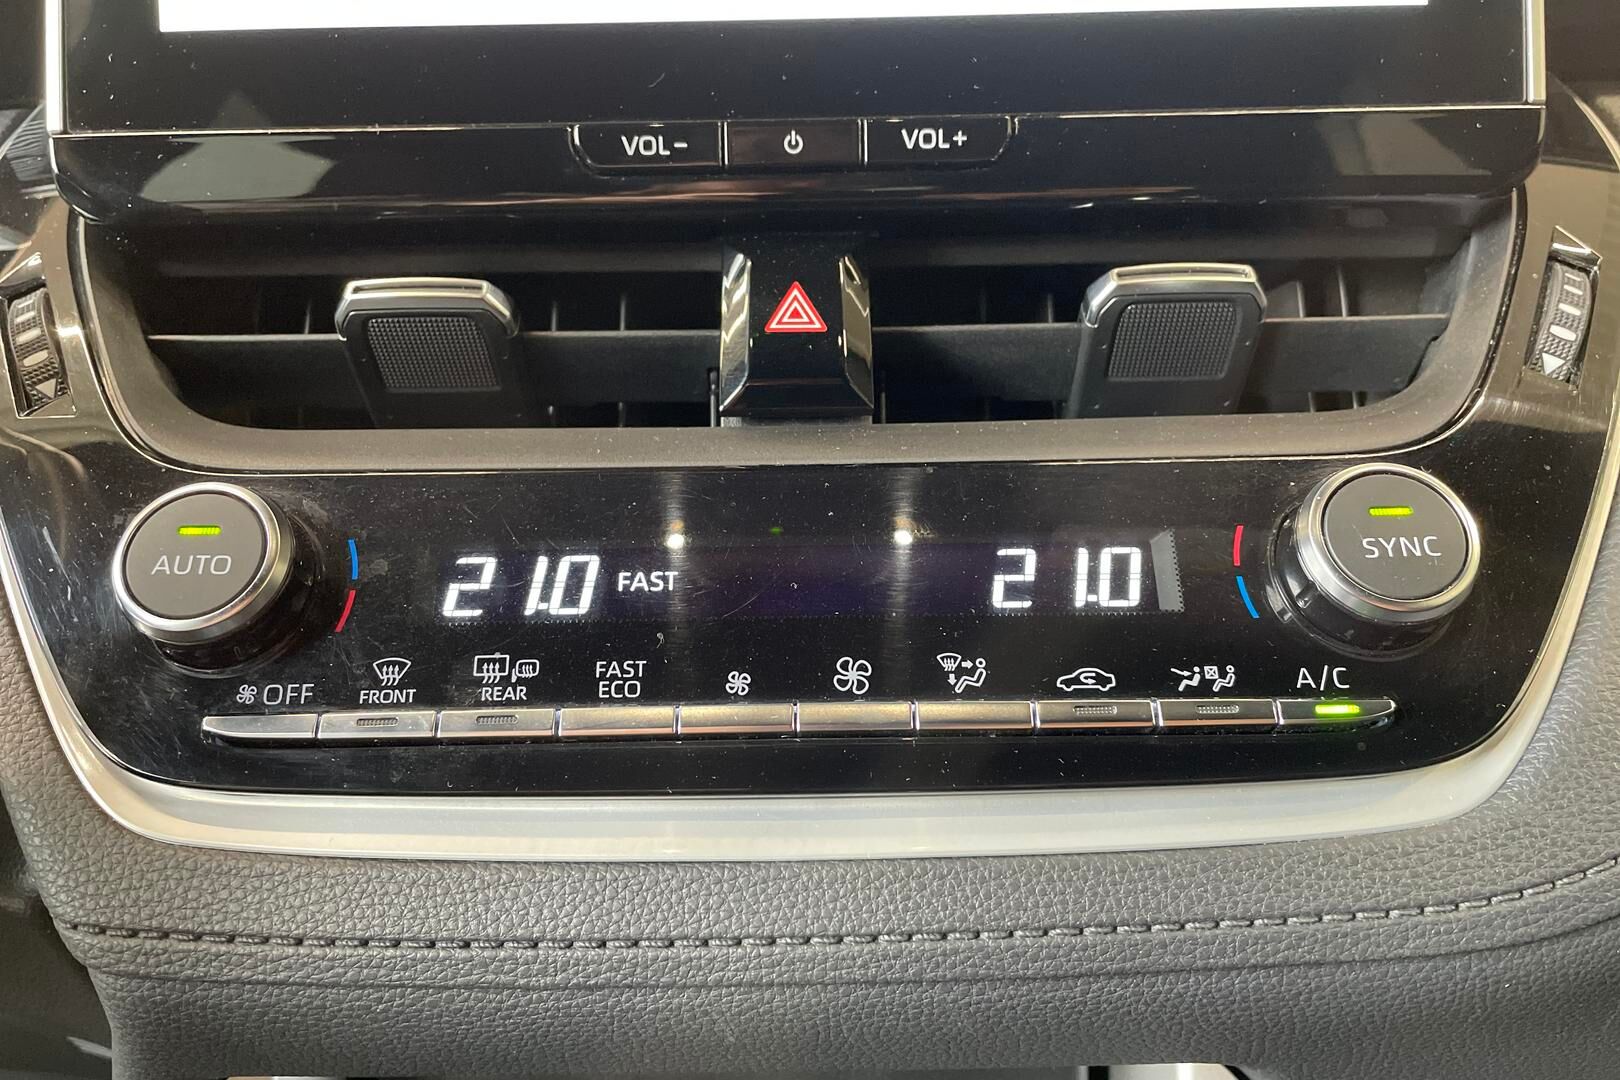 VOL− VOL+
AUTO 21.0 FAST 21.0 SYNC
OFF FRONT REAR FAST A/C
ECO